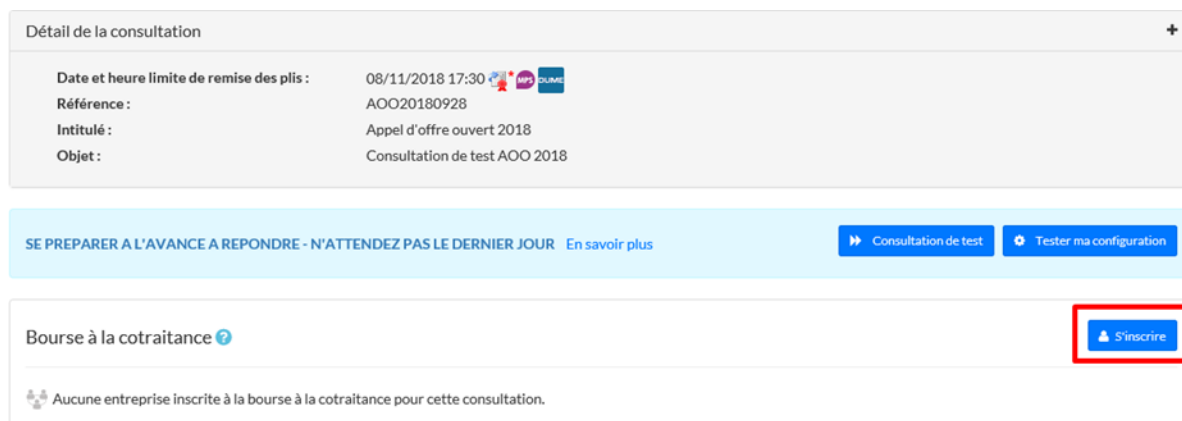 Détail de la consultation
Date et heure limite de remise des plis : 08/11/2018 17:30 * MPS DUME
Référence : AOO20180928
Intitulé : Appel d'offre ouvert 2018
Objet : Consultation de test AOO 2018
SE PREPARER A L'AVANCE A REPONDRE - N'ATTENDEZ PAS LE DERNIER JOUR En savoir plus Consultation de test Tester ma configuration
Bourse à la cotraitance ? S'inscrire
Aucune entreprise inscrite à la bourse à la cotraitance pour cette consultation.